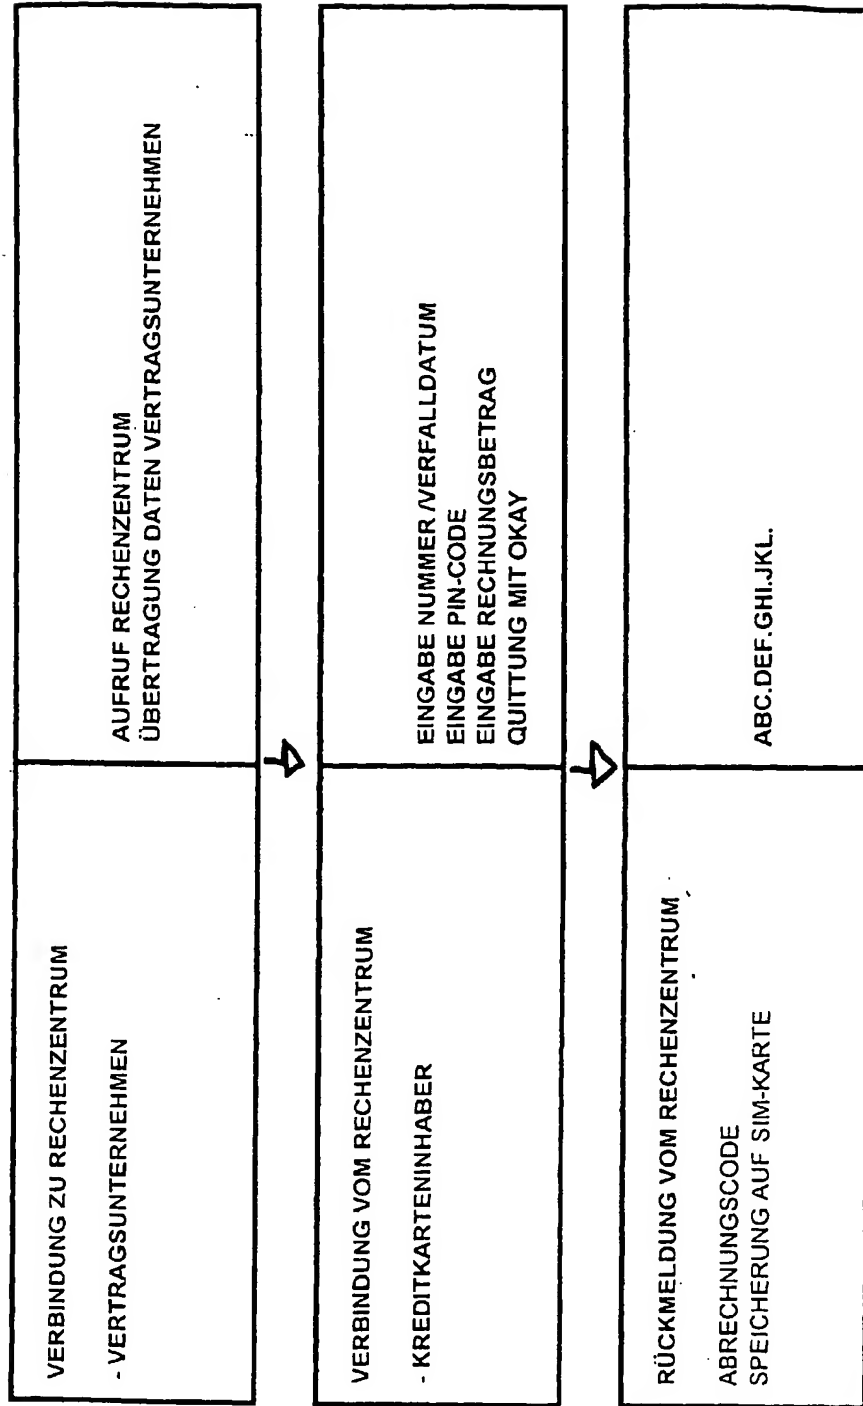 VERBINDUNG ZU RECHENZENTRUM
- VERTRAGSUNTERNEHMEN
AUFRUF RECHENZENTRUM
ÜBERTRAGUNG DATEN VERTRAGSUNTERNEHMEN
VERBINDUNG VOM RECHENZENTRUM
- KREDITKARTENINHABER
EINGABE NUMMER /VERFALLDATUM
EINGABE PIN-CODE
EINGABE RECHNUNGSBETRAG
QUITTUNG MIT OKAY
RÜCKMELDUNG VOM RECHENZENTRUM
ABRECHNUNGSCODE
SPEICHERUNG AUF SIM-KARTE
ABC.DEF.GHI.JKL.